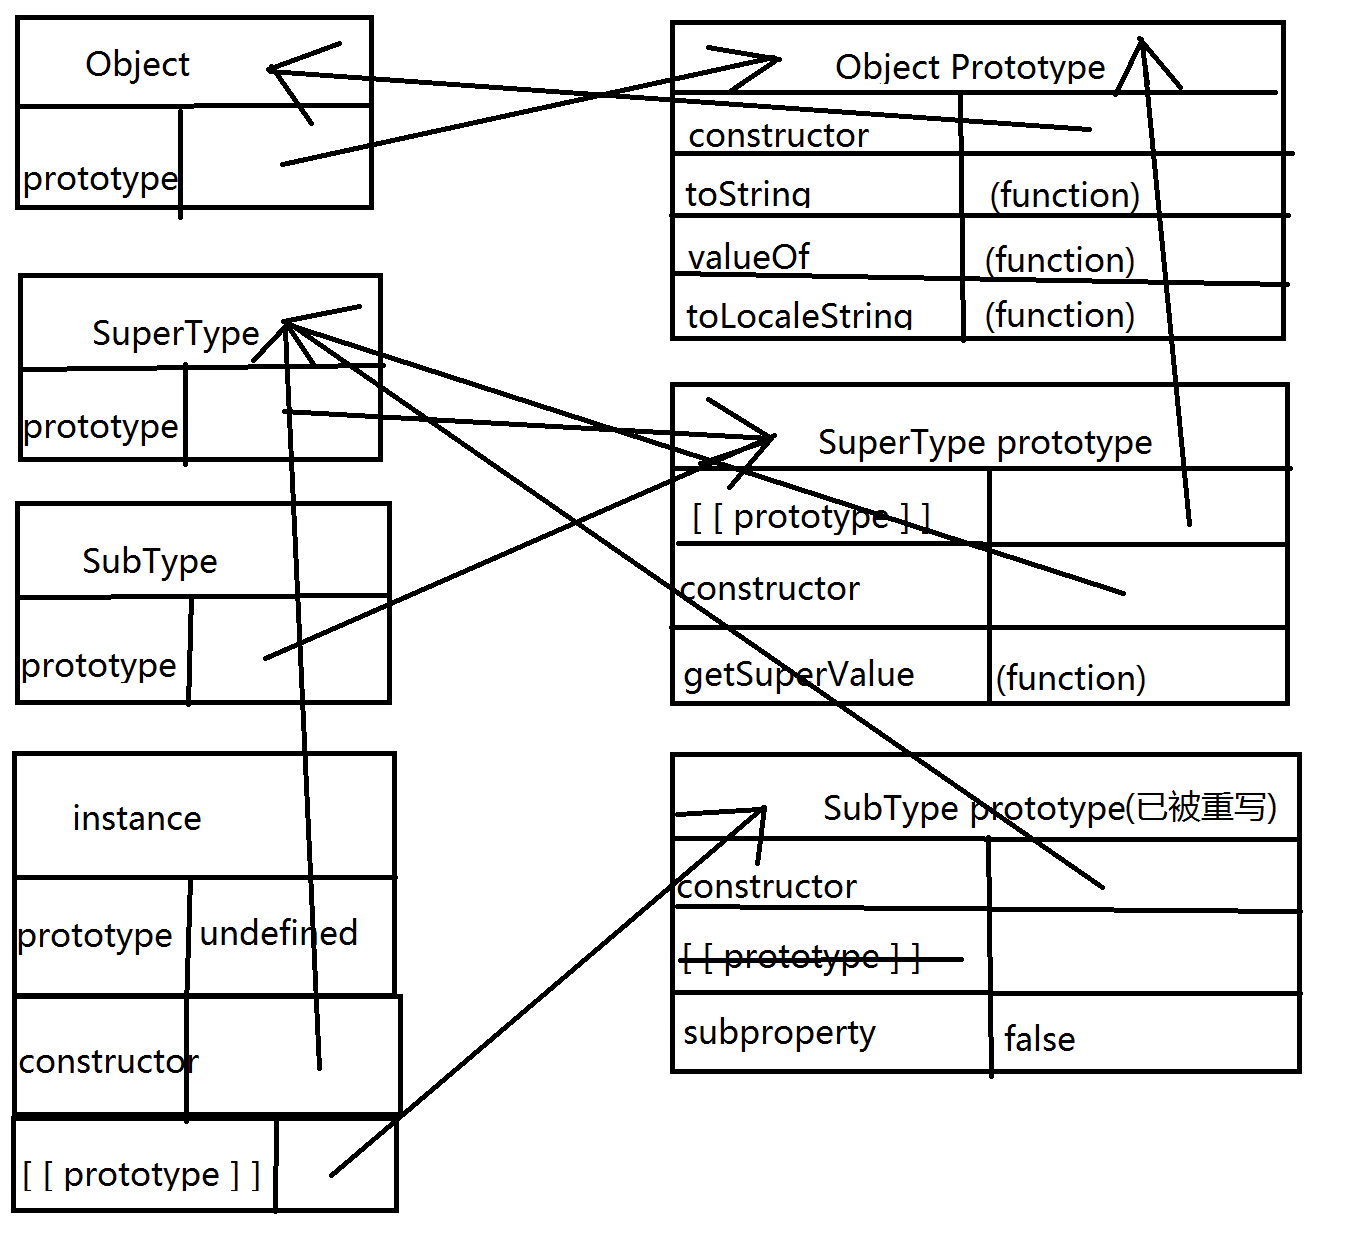 Object
prototype
Object Prototype
constructor
toString
(function)
valueOf
(function)
toLocaleString
(function)
SuperType
prototype
SuperType prototype
[ [ prototype ] ]
constructor
getSuperValue
(function)
SubType
prototype
instance
prototype
undefined
constructor
[ [ prototype ] ]
SubType prototype(已被重写)
constructor
[ [ prototype ] ]
subproperty
false